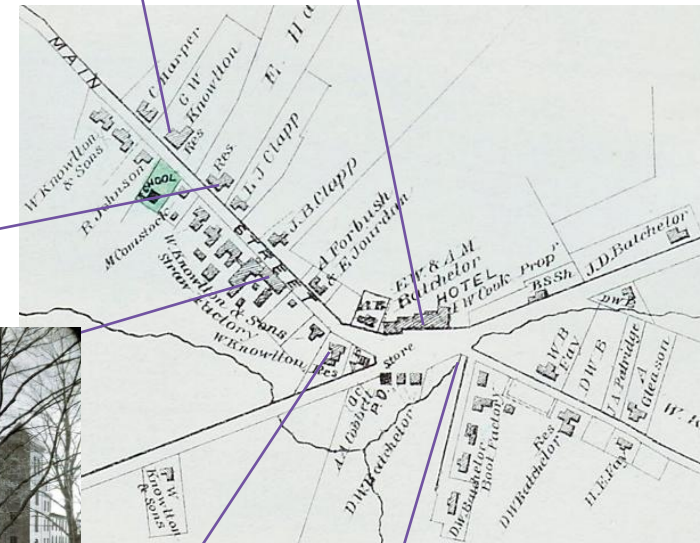 MAIN
STREET
C Harper
G W
Knowlton
Res
E. Ha
W Knowlton
& Sons
B. Johnson
SCHOOL
M Comstock
Res
L. J Clapp
J. B. Clapp
A Forbush
& E Jourdan
W. Knowlton & Sons
Straw Factory
W Knowlton
Res
E W & A M
Batchelor
HOTEL
W Cook Prop
B.S.Sh.
J. D. Batchelor
Store
P.O.
D W Batchelor
D.W. Batchelor
Boot Factory
W B
Fay
D W B
J A Patridge
A
Gleason
Res
D W Batchelor
H. E. Fay
W
Knowlton
& Sons